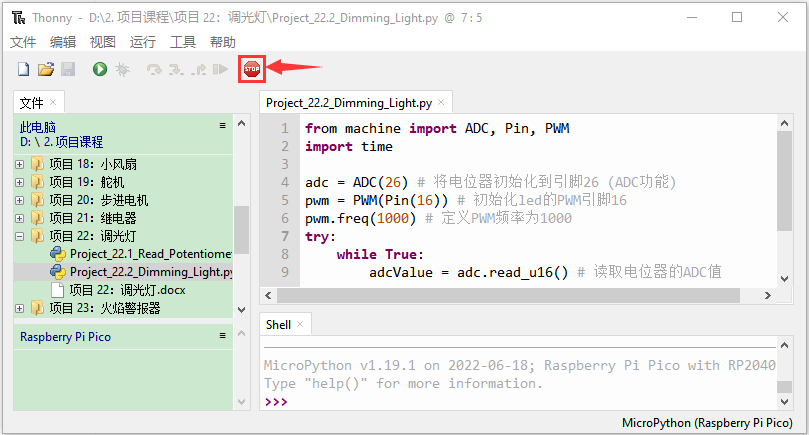 Thonny - D:\2. 项目课程\项目 22：调光灯\Project_22.2_Dimming_Light.py @ 7 : 5
文件 编辑 视图 运行 工具 帮助
STOP
文件 ×
Project_22.2_Dimming_Light.py ×
此电脑
D: \ 2. 项目课程
项目 18：小风扇
项目 19：舵机
项目 20：步进电机
项目 21：继电器
项目 22：调光灯
Project_22.1_Read_Potentiome
Project_22.2_Dimming_Light.py
项目 22：调光灯.docx
项目 23：火焰警报器
1 from machine import ADC, Pin, PWM
2 import time
3
4 adc = ADC(26) # 将电位器初始化到引脚26 (ADC功能)
5 pwm = PWM(Pin(16)) # 初始化led的PWM引脚16
6 pwm.freq(1000) # 定义PWM频率为1000
7 try:
8 while True:
9 adcValue = adc.read_u16() # 读取电位器的ADC值
Raspberry Pi Pico
Shell ×
MicroPython v1.19.1 on 2022-06-18; Raspberry Pi Pico with RP2040
Type "help()" for more information.
>>>
MicroPython (Raspberry Pi Pico)